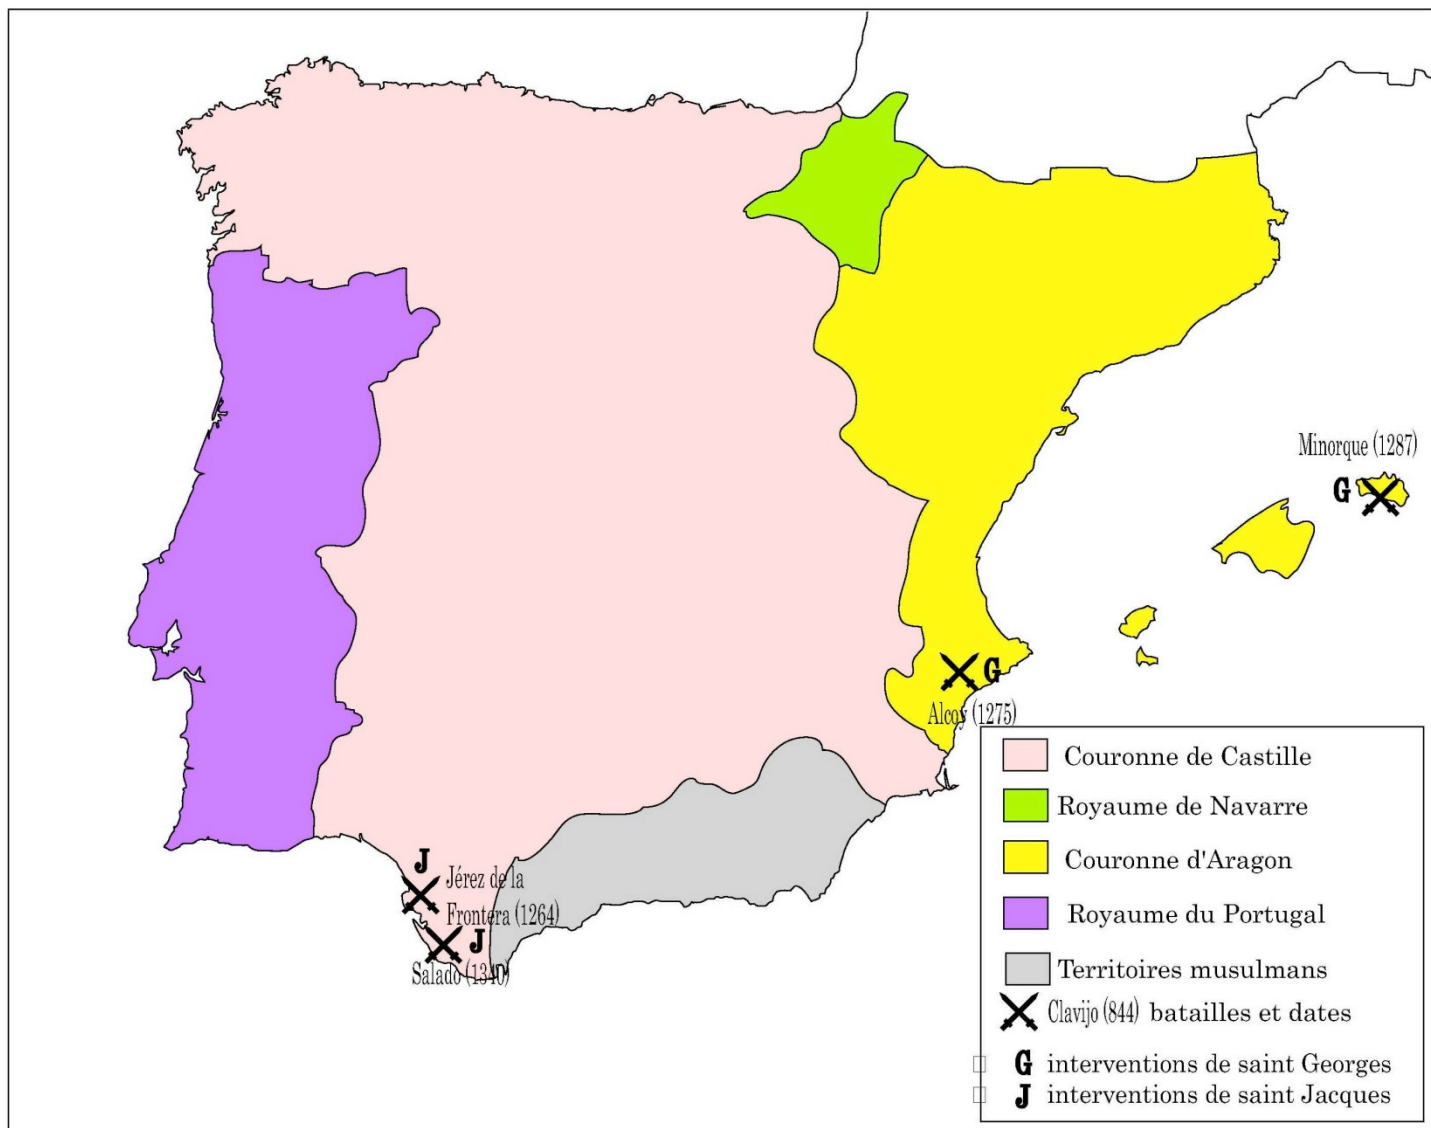 Minorque (1287)
G
G
Alcoy (1275)
J
Jérez de la
Frontera (1264)
J
Salado (1340)
Couronne de Castille
Royaume de Navarre
Couronne d'Aragon
Royaume du Portugal
Territoires musulmans
Clavijo (844) batailles et dates
G interventions de saint Georges
J interventions de saint Jacques